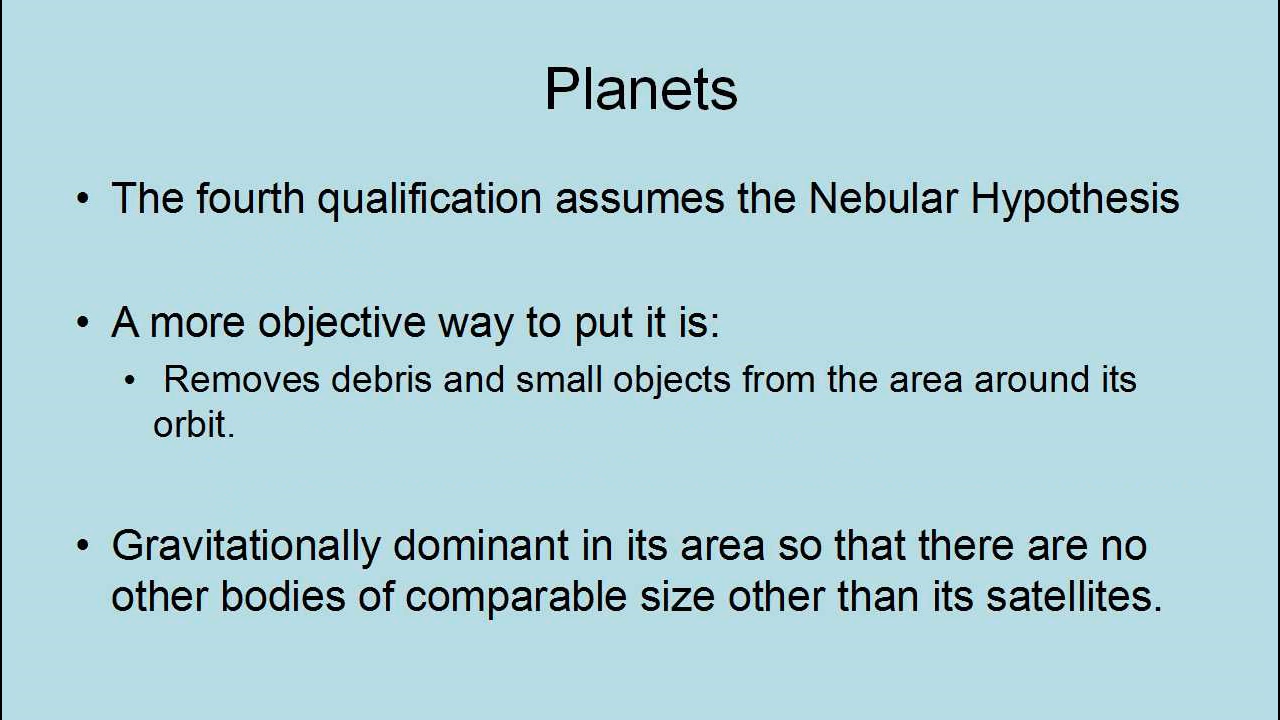 Planets
• The fourth qualification assumes the Nebular Hypothesis
• A more objective way to put it is:
• Removes debris and small objects from the area around its
orbit.
• Gravitationally dominant in its area so that there are no
other bodies of comparable size other than its satellites.